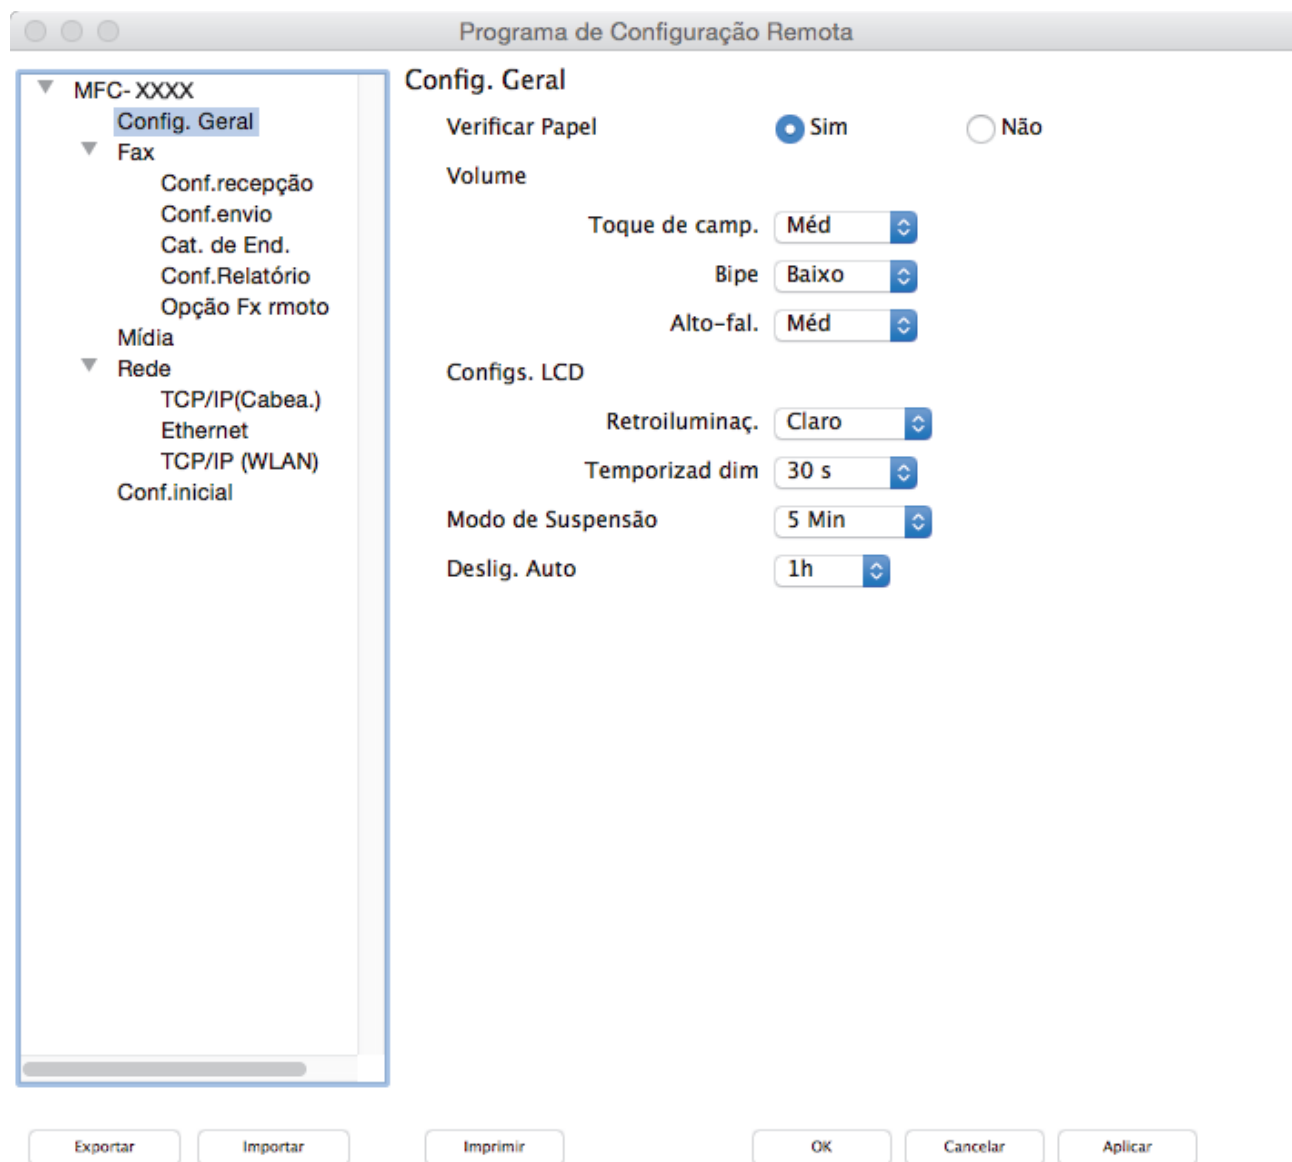 Programa de Configuração Remota
MFC- XXXX
Config. Geral
Fax
Conf.recepção
Conf.envio
Cat. de End.
Conf.Relatório
Opção Fx rmoto
Mídia
Rede
TCP/IP(Cabea.)
Ethernet
TCP/IP (WLAN)
Conf.inicial
Config. Geral
Verificar Papel Sim Não
Volume
Toque de camp. Méd
Bipe Baixo
Alto-fal. Méd
Configs. LCD
Retroiluminaç. Claro
Temporizad dim 30 s
Modo de Suspensão 5 Min
Deslig. Auto 1h
Exportar Importar Imprimir OK Cancelar Aplicar